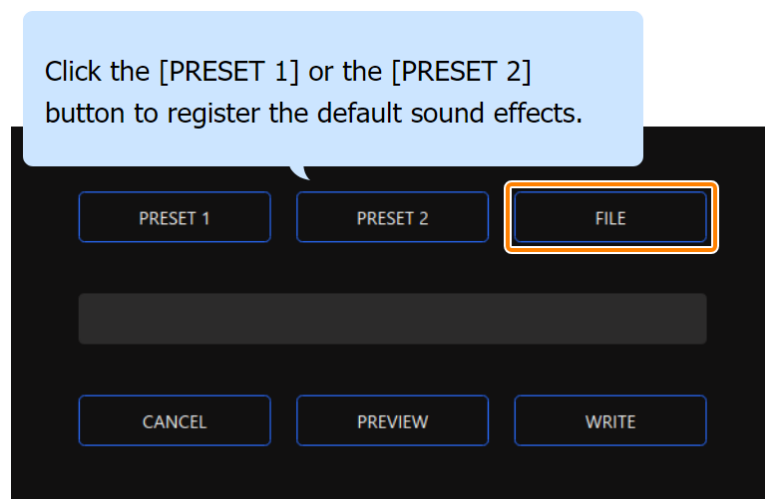 Click the [PRESET 1] or the [PRESET 2]
button to register the default sound effects.
PRESET 1
PRESET 2
FILE
CANCEL
PREVIEW
WRITE